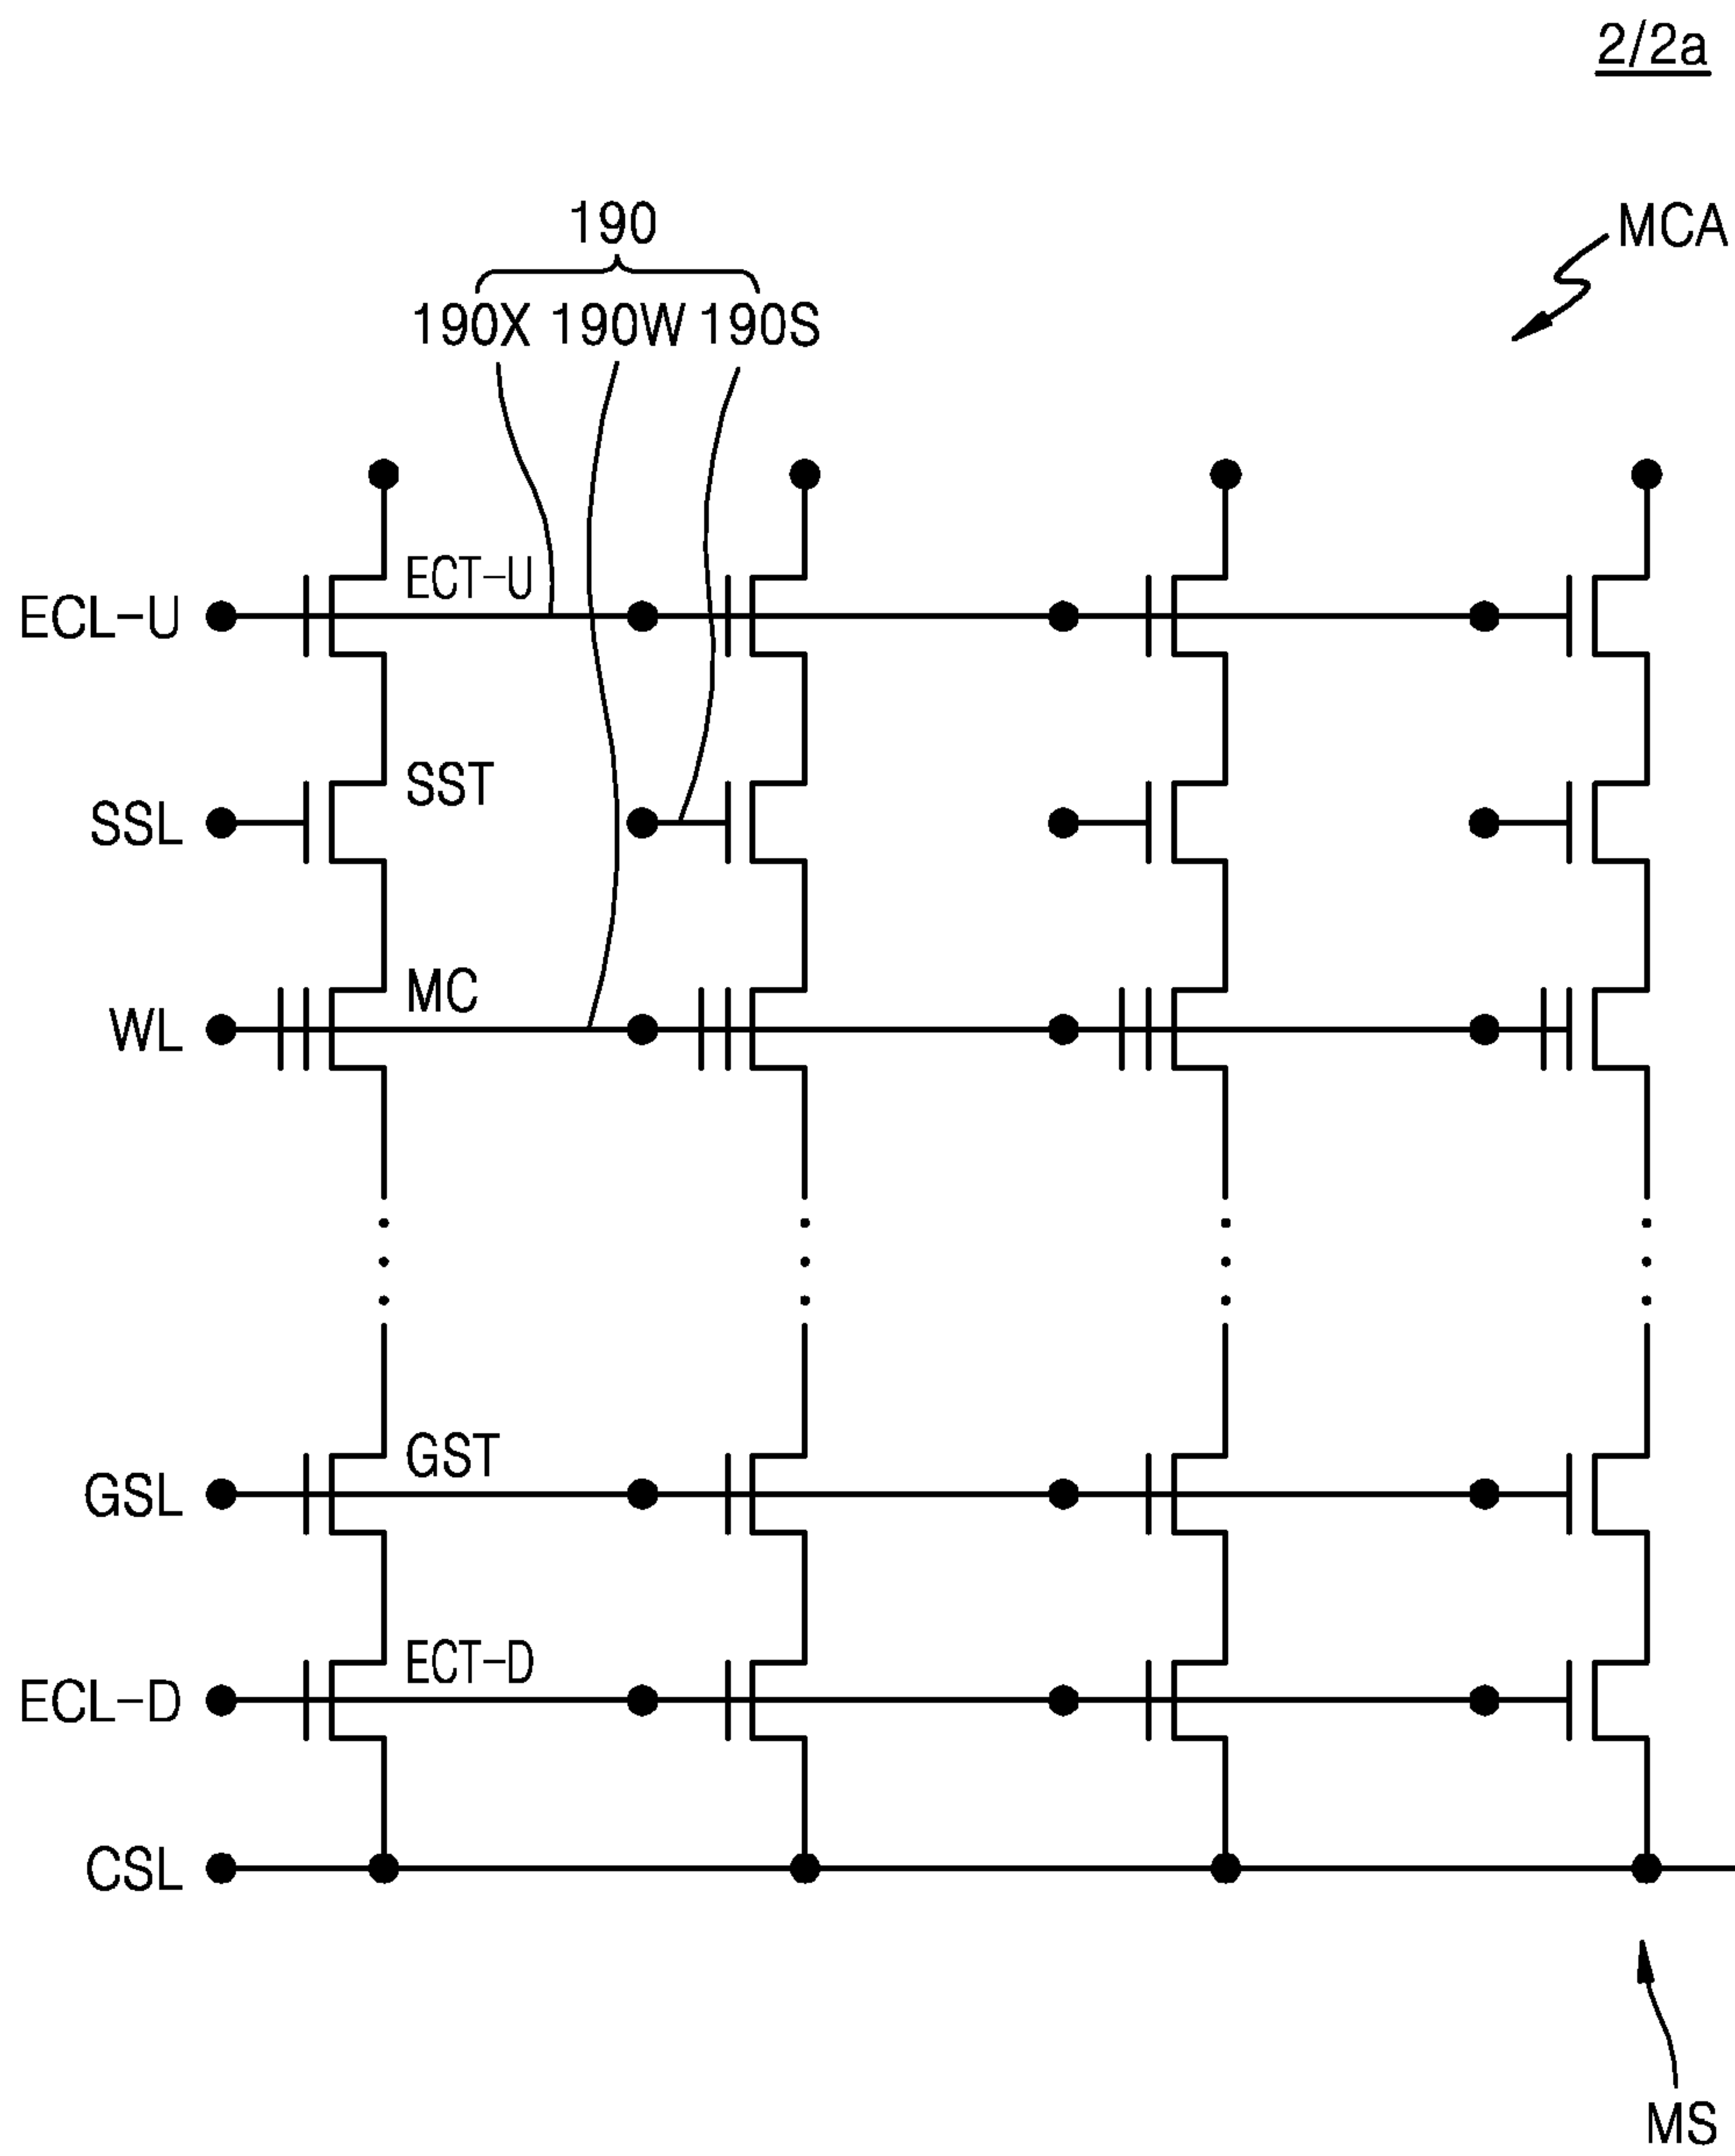 2/2a
MCA
190
190X 190W 190S
ECT-U
ECL-U
SST
SSL
MC
WL
GST
GSL
ECT-D
ECL-D
CSL
MS